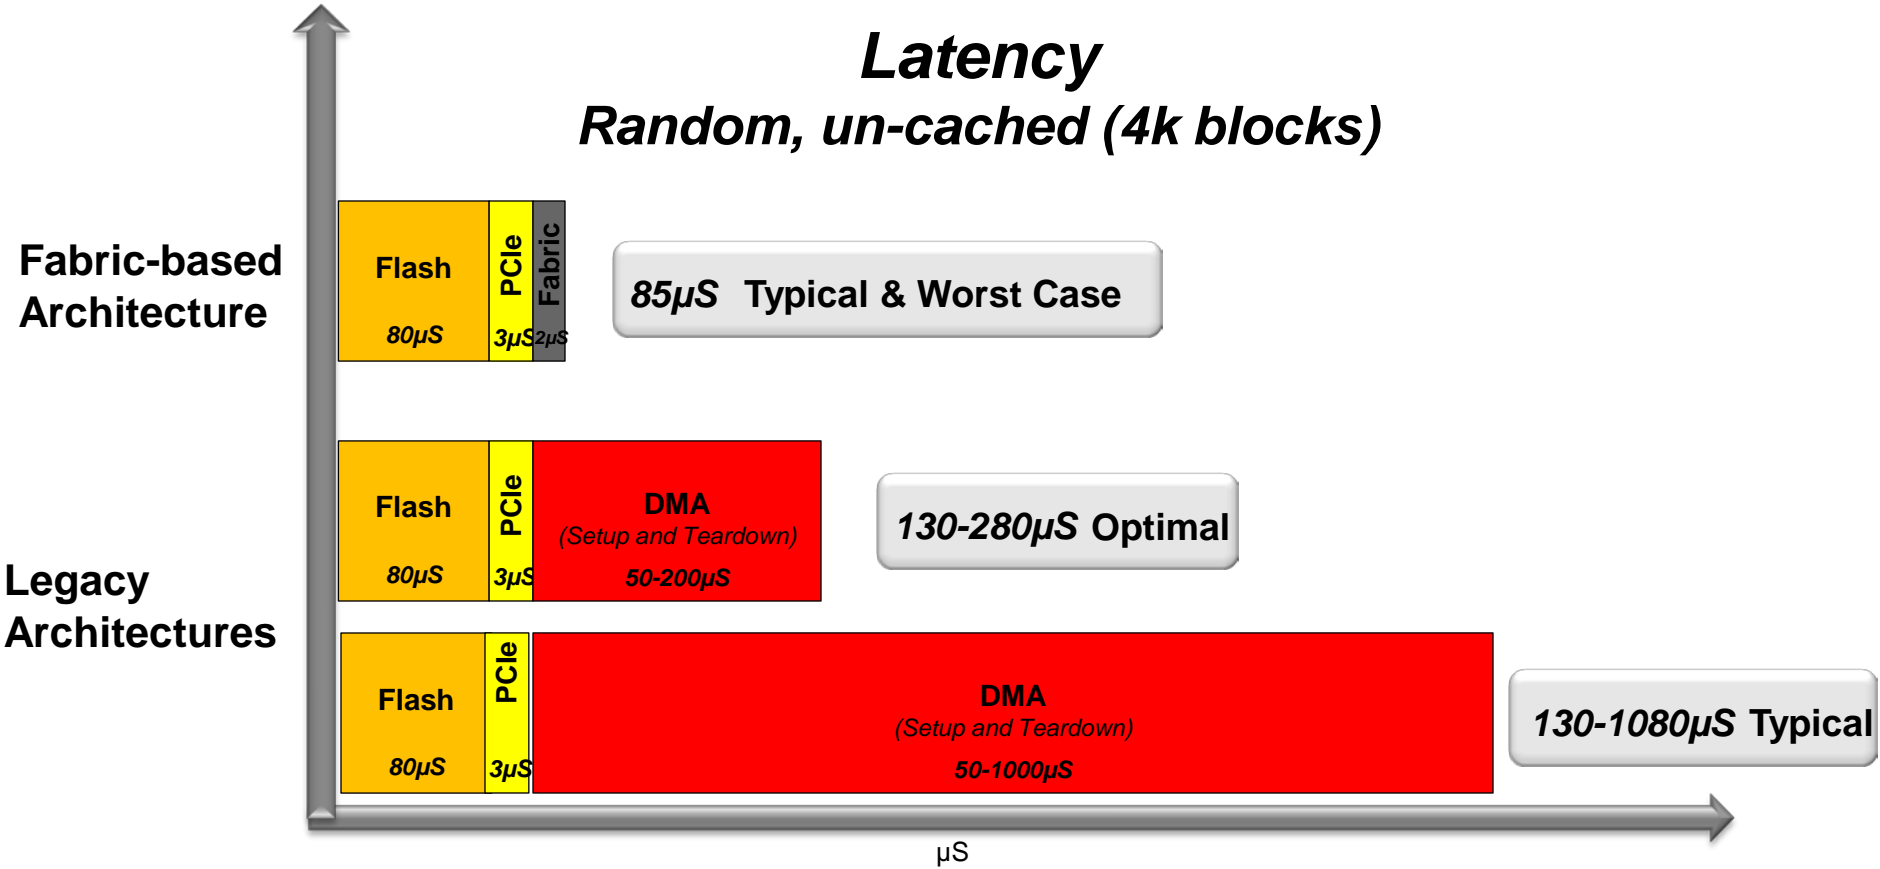 Latency
Random, un-cached (4k blocks)
Fabric-based
Architecture
Flash
80µS
PCIe
3µS
Fabric
2µS
85µS Typical & Worst Case
Legacy
Architectures
Flash
80µS
PCIe
3µS
DMA
(Setup and Teardown)
50-200µS
130-280µS Optimal
Flash
80µS
PCIe
3µS
DMA
(Setup and Teardown)
50-1000µS
130-1080µS Typical
µS